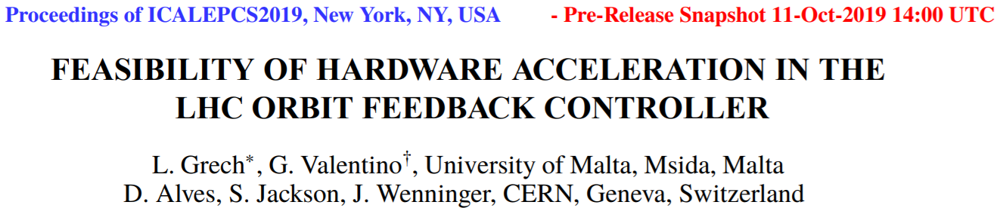 Proceedings of ICALEPCS2019, New York, NY, USA - Pre-Release Snapshot 11-Oct-2019 14:00 UTC
FEASIBILITY OF HARDWARE ACCELERATION IN THE
LHC ORBIT FEEDBACK CONTROLLER
L. Grech*, G. Valentino†, University of Malta, Msida, Malta
D. Alves, S. Jackson, J. Wenninger, CERN, Geneva, Switzerland